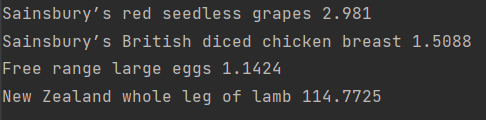 Sainsbury’s red seedless grapes 2.981
Sainsbury’s British diced chicken breast 1.5088
Free range large eggs 1.1424
New Zealand whole leg of lamb 114.7725